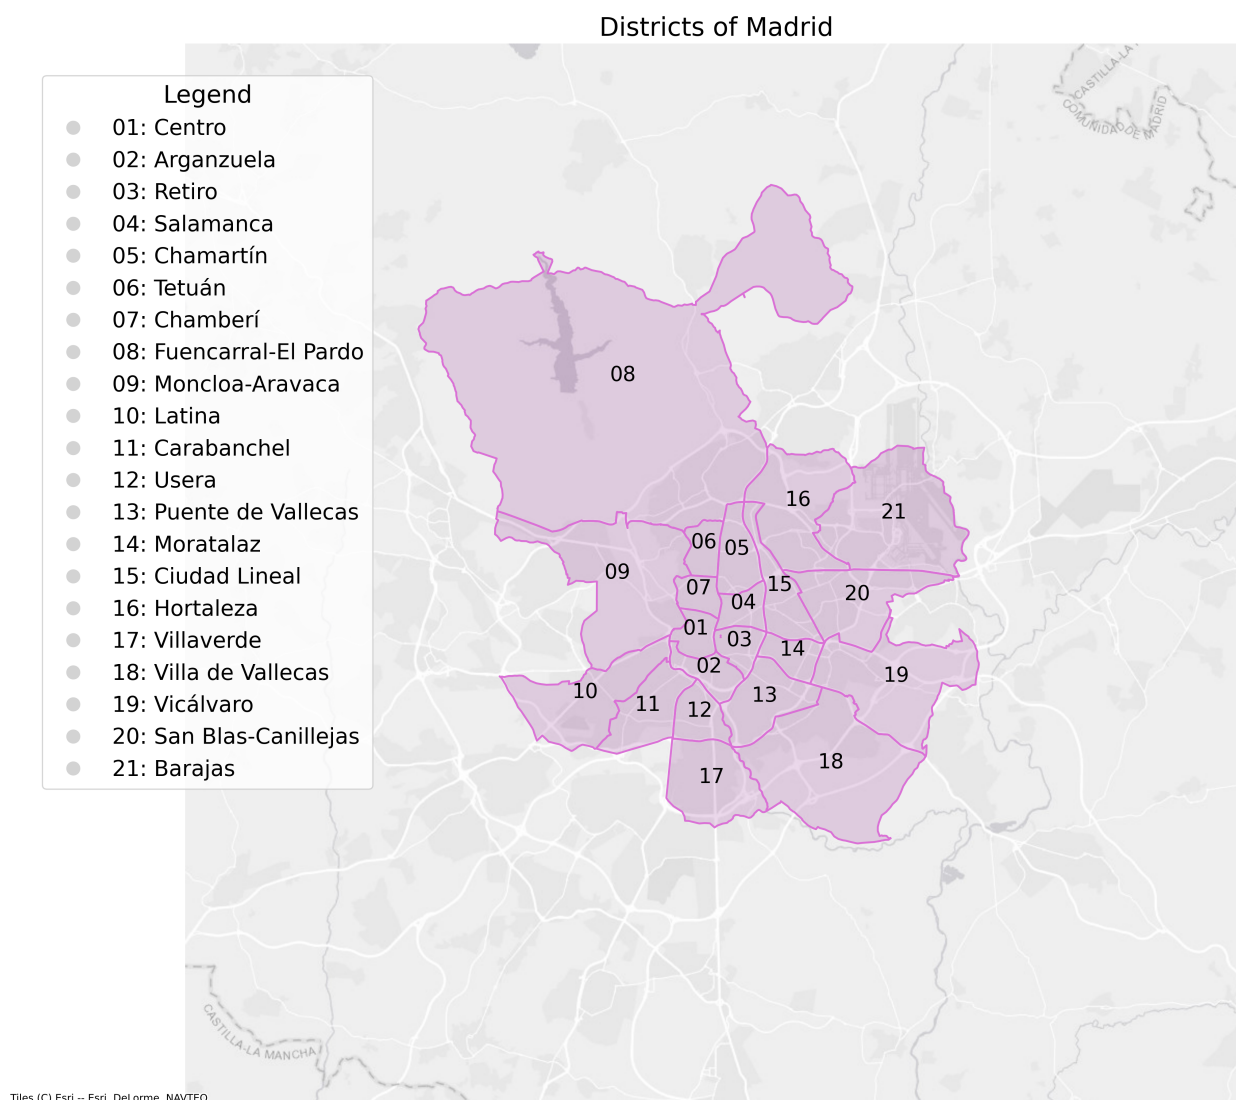 Districts of Madrid
Legend
01: Centro
02: Arganzuela
03: Retiro
04: Salamanca
05: Chamartín
06: Tetuán
07: Chamberí
08: Fuencarral-El Pardo
09: Moncloa-Aravaca
10: Latina
11: Carabanchel
12: Usera
13: Puente de Vallecas
14: Moratalaz
15: Ciudad Lineal
16: Hortaleza
17: Villaverde
18: Villa de Vallecas
19: Vicálvaro
20: San Blas-Canillejas
21: Barajas
CASTILLA-LA
COMUNIDAD DE MADRID
08
16
21
06
05
09
07
15
20
04
01
03
14
02
19
10
11
12
13
18
17
CASTILLA-LA MANCHA
Tiles (C) Esri -- Esri, DeLorme, NAVTEQ